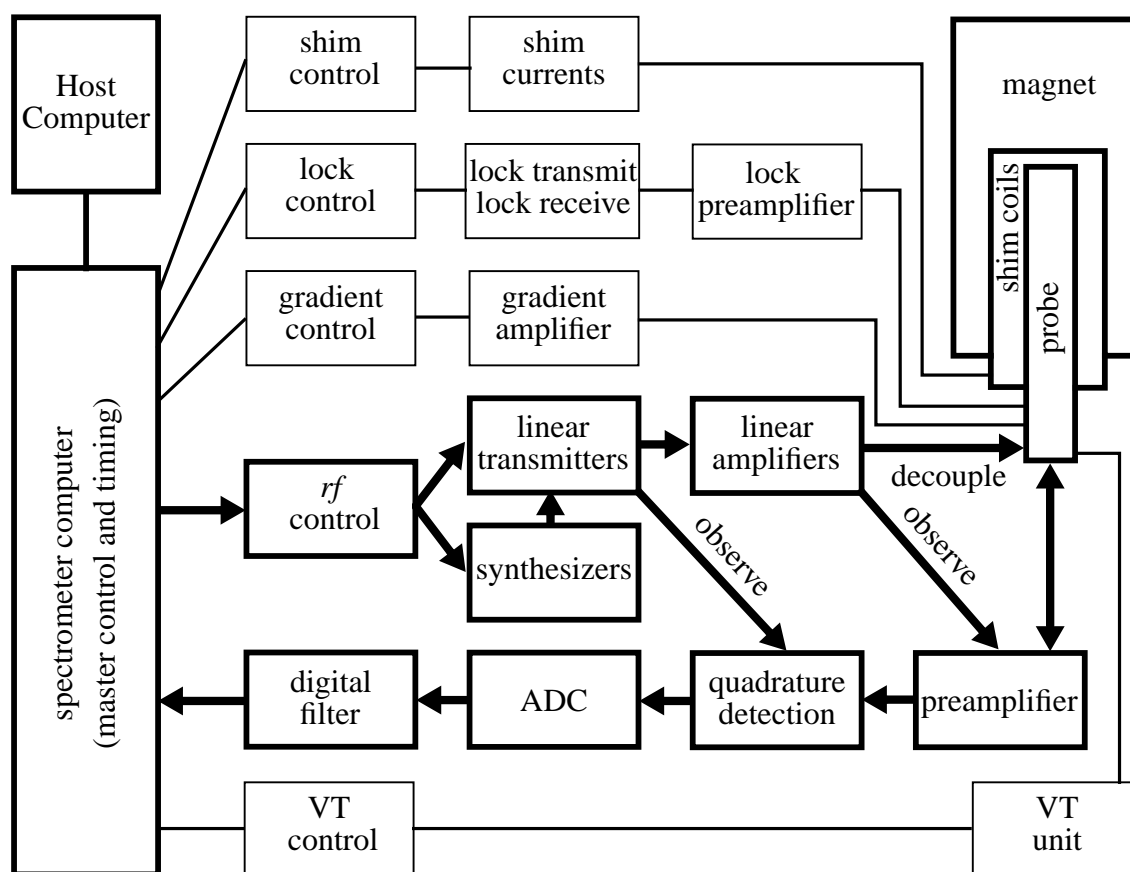 Host
Computer
shim
control
shim
currents
magnet
lock
control
lock transmit
lock receive
lock
preamplifier
shim coils
probe
gradient
control
gradient
amplifier
spectrometer computer
(master control and timing)
rf
control
linear
transmitters
linear
amplifiers
decouple
synthesizers
observe
observe
digital
filter
ADC
quadrature
detection
preamplifier
VT
control
VT
unit